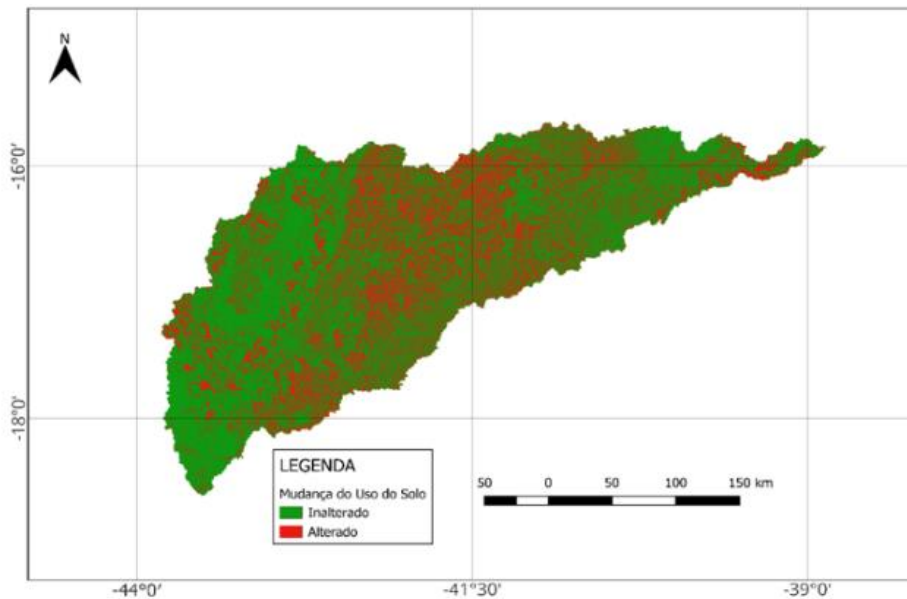 N
-16°0'
-18°0'
LEGENDA
Mudança do Uso do Solo
Inalterado
Alterado
50 0 50 100 150 km
-44°0' -41°30' -39°0'